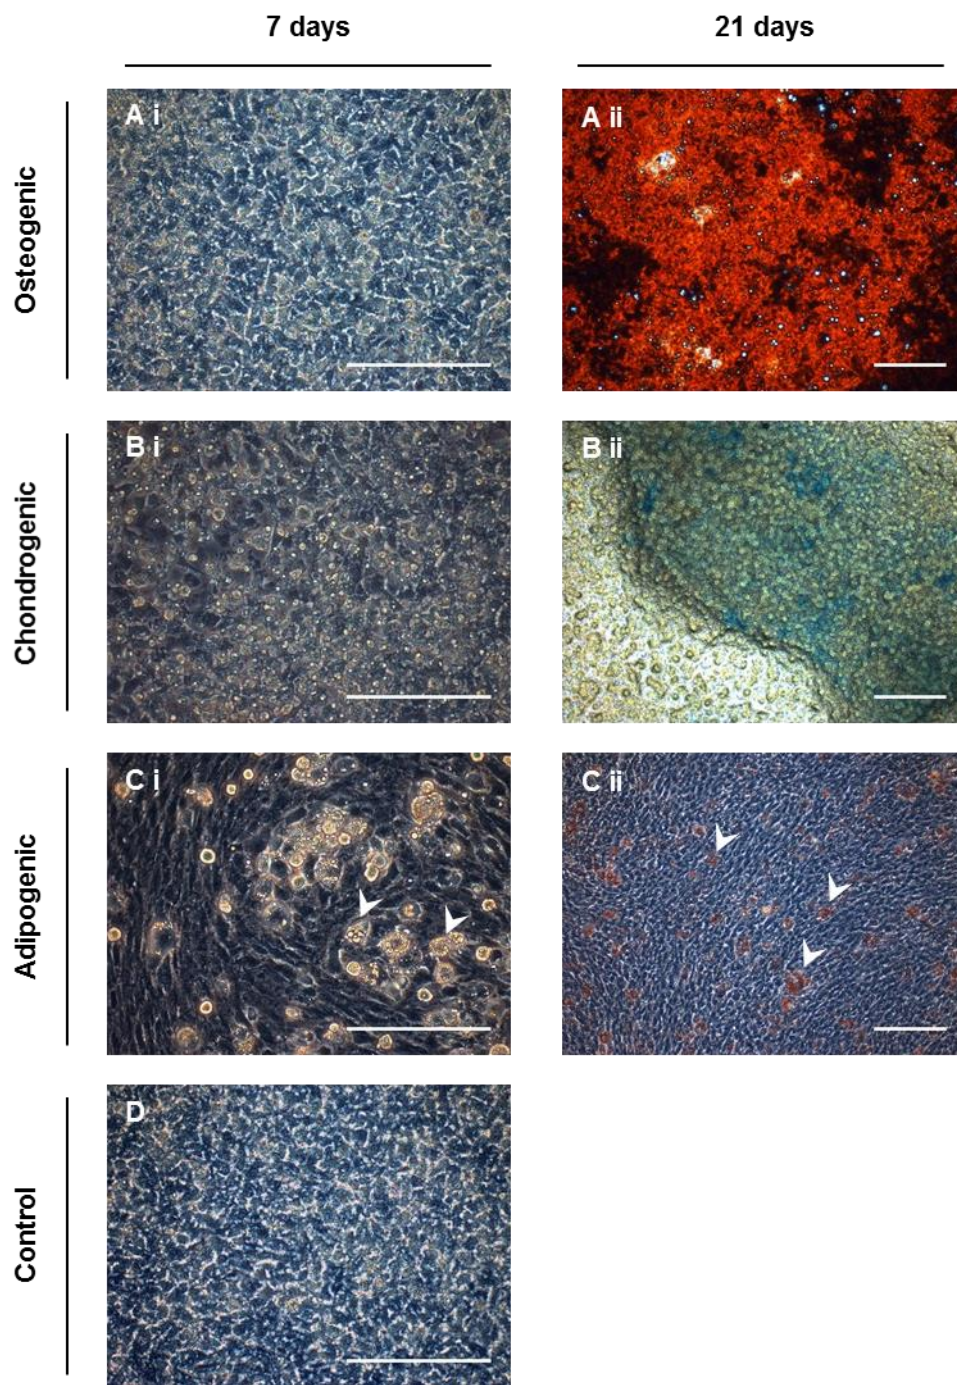 7 days
21 days
Osteogenic
A i
A ii
Chondrogenic
B i
B ii
Adipogenic
C i
C ii
Control
D